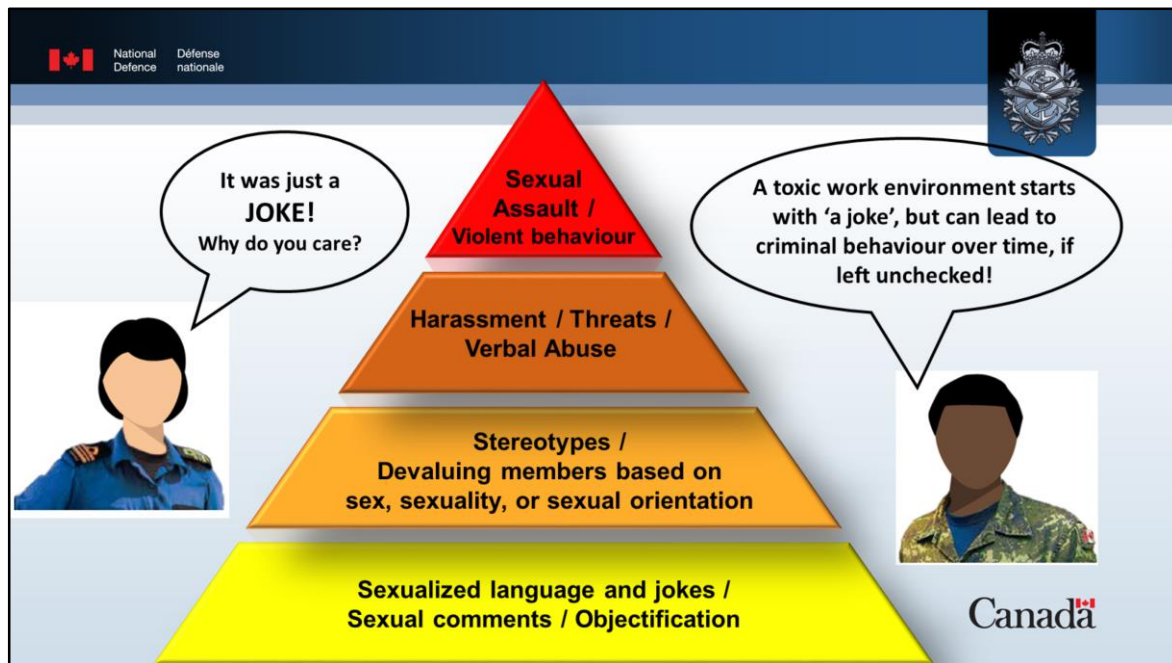 National Défense
Defence nationale
It was just a
JOKE!
Why do you care?
A toxic work environment starts
with ‘a joke’, but can lead to
criminal behaviour over time, if
left unchecked!
Sexual
Assault /
Violent behaviour
Harassment / Threats /
Verbal Abuse
Stereotypes /
Devaluing members based on
sex, sexuality, or sexual orientation
Sexualized language and jokes /
Sexual comments / Objectification
Canada